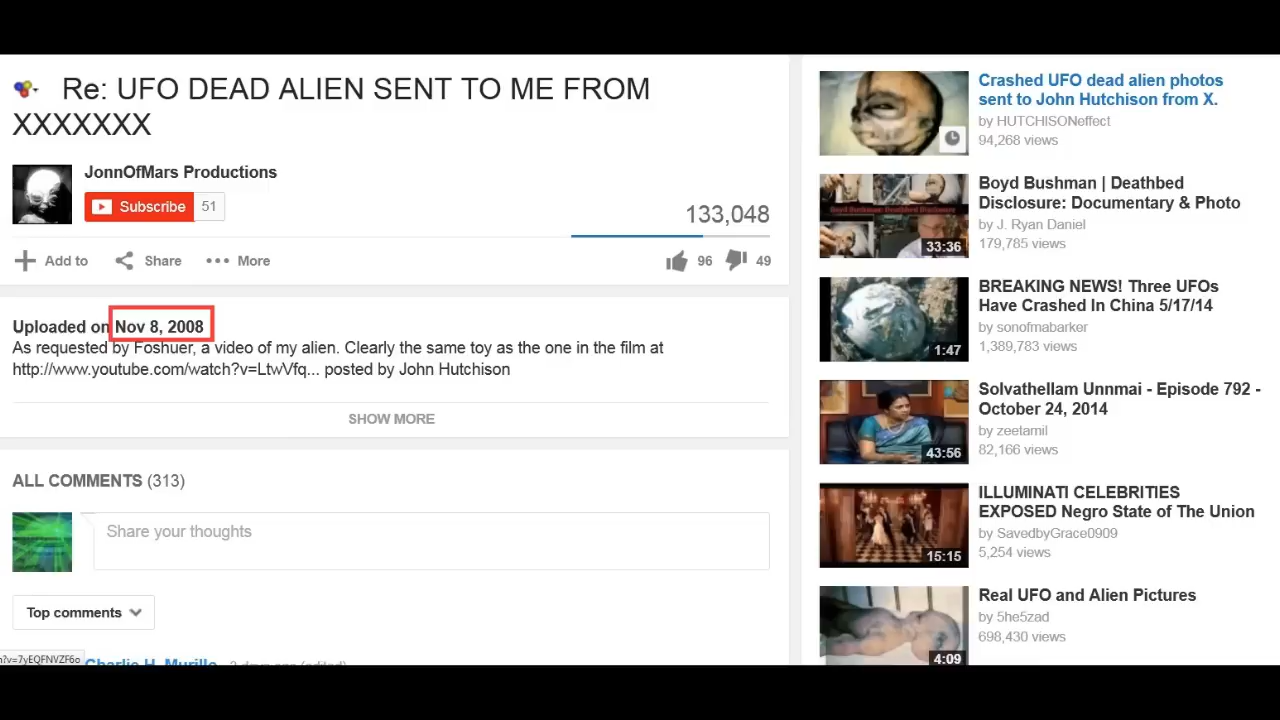 Re: UFO DEAD ALIEN SENT TO ME FROM
XXXXXXX
JonnOfMars Productions
Subscribe 51
133,048
Add to Share More
96 49
Uploaded on Nov 8, 2008
As requested by Foshuer, a video of my alien. Clearly the same toy as the one in the film at
http://www.youtube.com/watch?v=LtwVfq... posted by John Hutchison
SHOW MORE
ALL COMMENTS (313)
Share your thoughts
Top comments
h?v=7yEQFNVZF6o
Charlie H. Murillo 3 days ago (edited)
Crashed UFO dead alien photos
sent to John Hutchison from X.
by HUTCHISONeffect
94,268 views
Boyd Bushman | Deathbed
Disclosure: Documentary & Photo
by J. Ryan Daniel
179,785 views
33:36
BREAKING NEWS! Three UFOs
Have Crashed In China 5/17/14
by sonofmabarker
1,389,783 views
1:47
Solvathellam Unnmai - Episode 792 -
October 24, 2014
by zeetamil
82,166 views
43:56
ILLUMINATI CELEBRITIES
EXPOSED Negro State of The Union
by SavedbyGrace0909
5,254 views
15:15
Real UFO and Alien Pictures
by 5he5zad
698,430 views
4:09